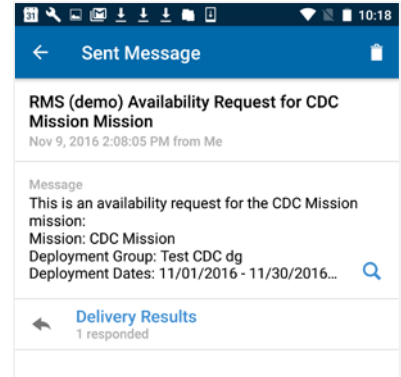 31
10:18
Sent Message
RMS (demo) Availability Request for CDC
Mission Mission
Nov 9, 2016 2:08:05 PM from Me
Message
This is an availability request for the CDC Mission
mission:
Mission: CDC Mission
Deployment Group: Test CDC dg
Deployment Dates: 11/01/2016 - 11/30/2016...
Delivery Results
1 responded